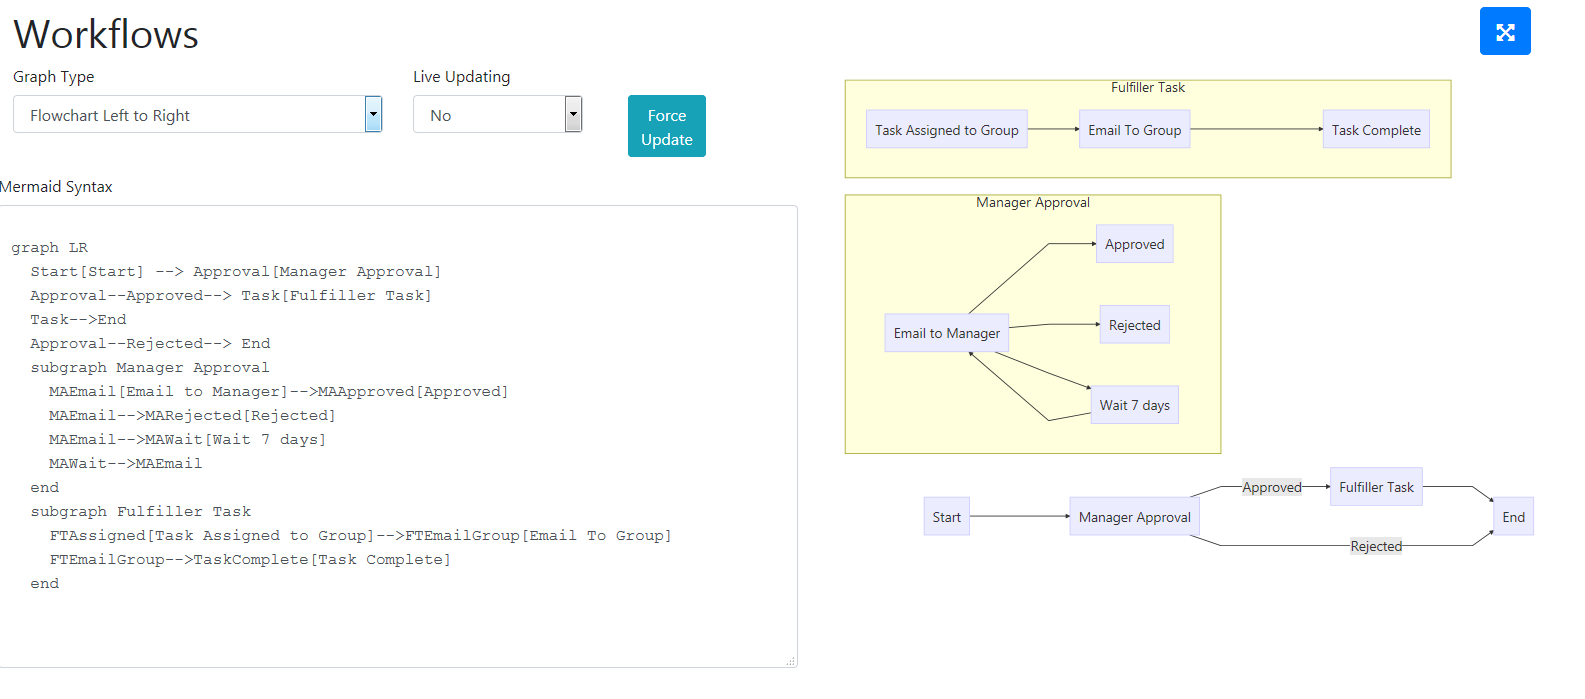 Workflows
Graph Type
Live Updating
Flowchart Left to Right
No
Force
Update
Mermaid Syntax
graph LR
Start[Start] --> Approval[Manager Approval]
Approval--Approved--> Task[Fulfiller Task]
Task-->End
Approval--Rejected--> End
subgraph Manager Approval
MAEmail[Email to Manager]-->MAApproved[Approved]
MAEmail-->MARejected[Rejected]
MAEmail-->MAWait[Wait 7 days]
MAWait-->MAEmail
end
subgraph Fulfiller Task
FTAssigned[Task Assigned to Group]-->FTEmailGroup[Email To Group]
FTEmailGroup-->TaskComplete[Task Complete]
end
Fulfiller Task
Task Assigned to Group
Email To Group
Task Complete
Manager Approval
Approved
Rejected
Email to Manager
Wait 7 days
Approved
Fulfiller Task
Start
Manager Approval
End
Rejected